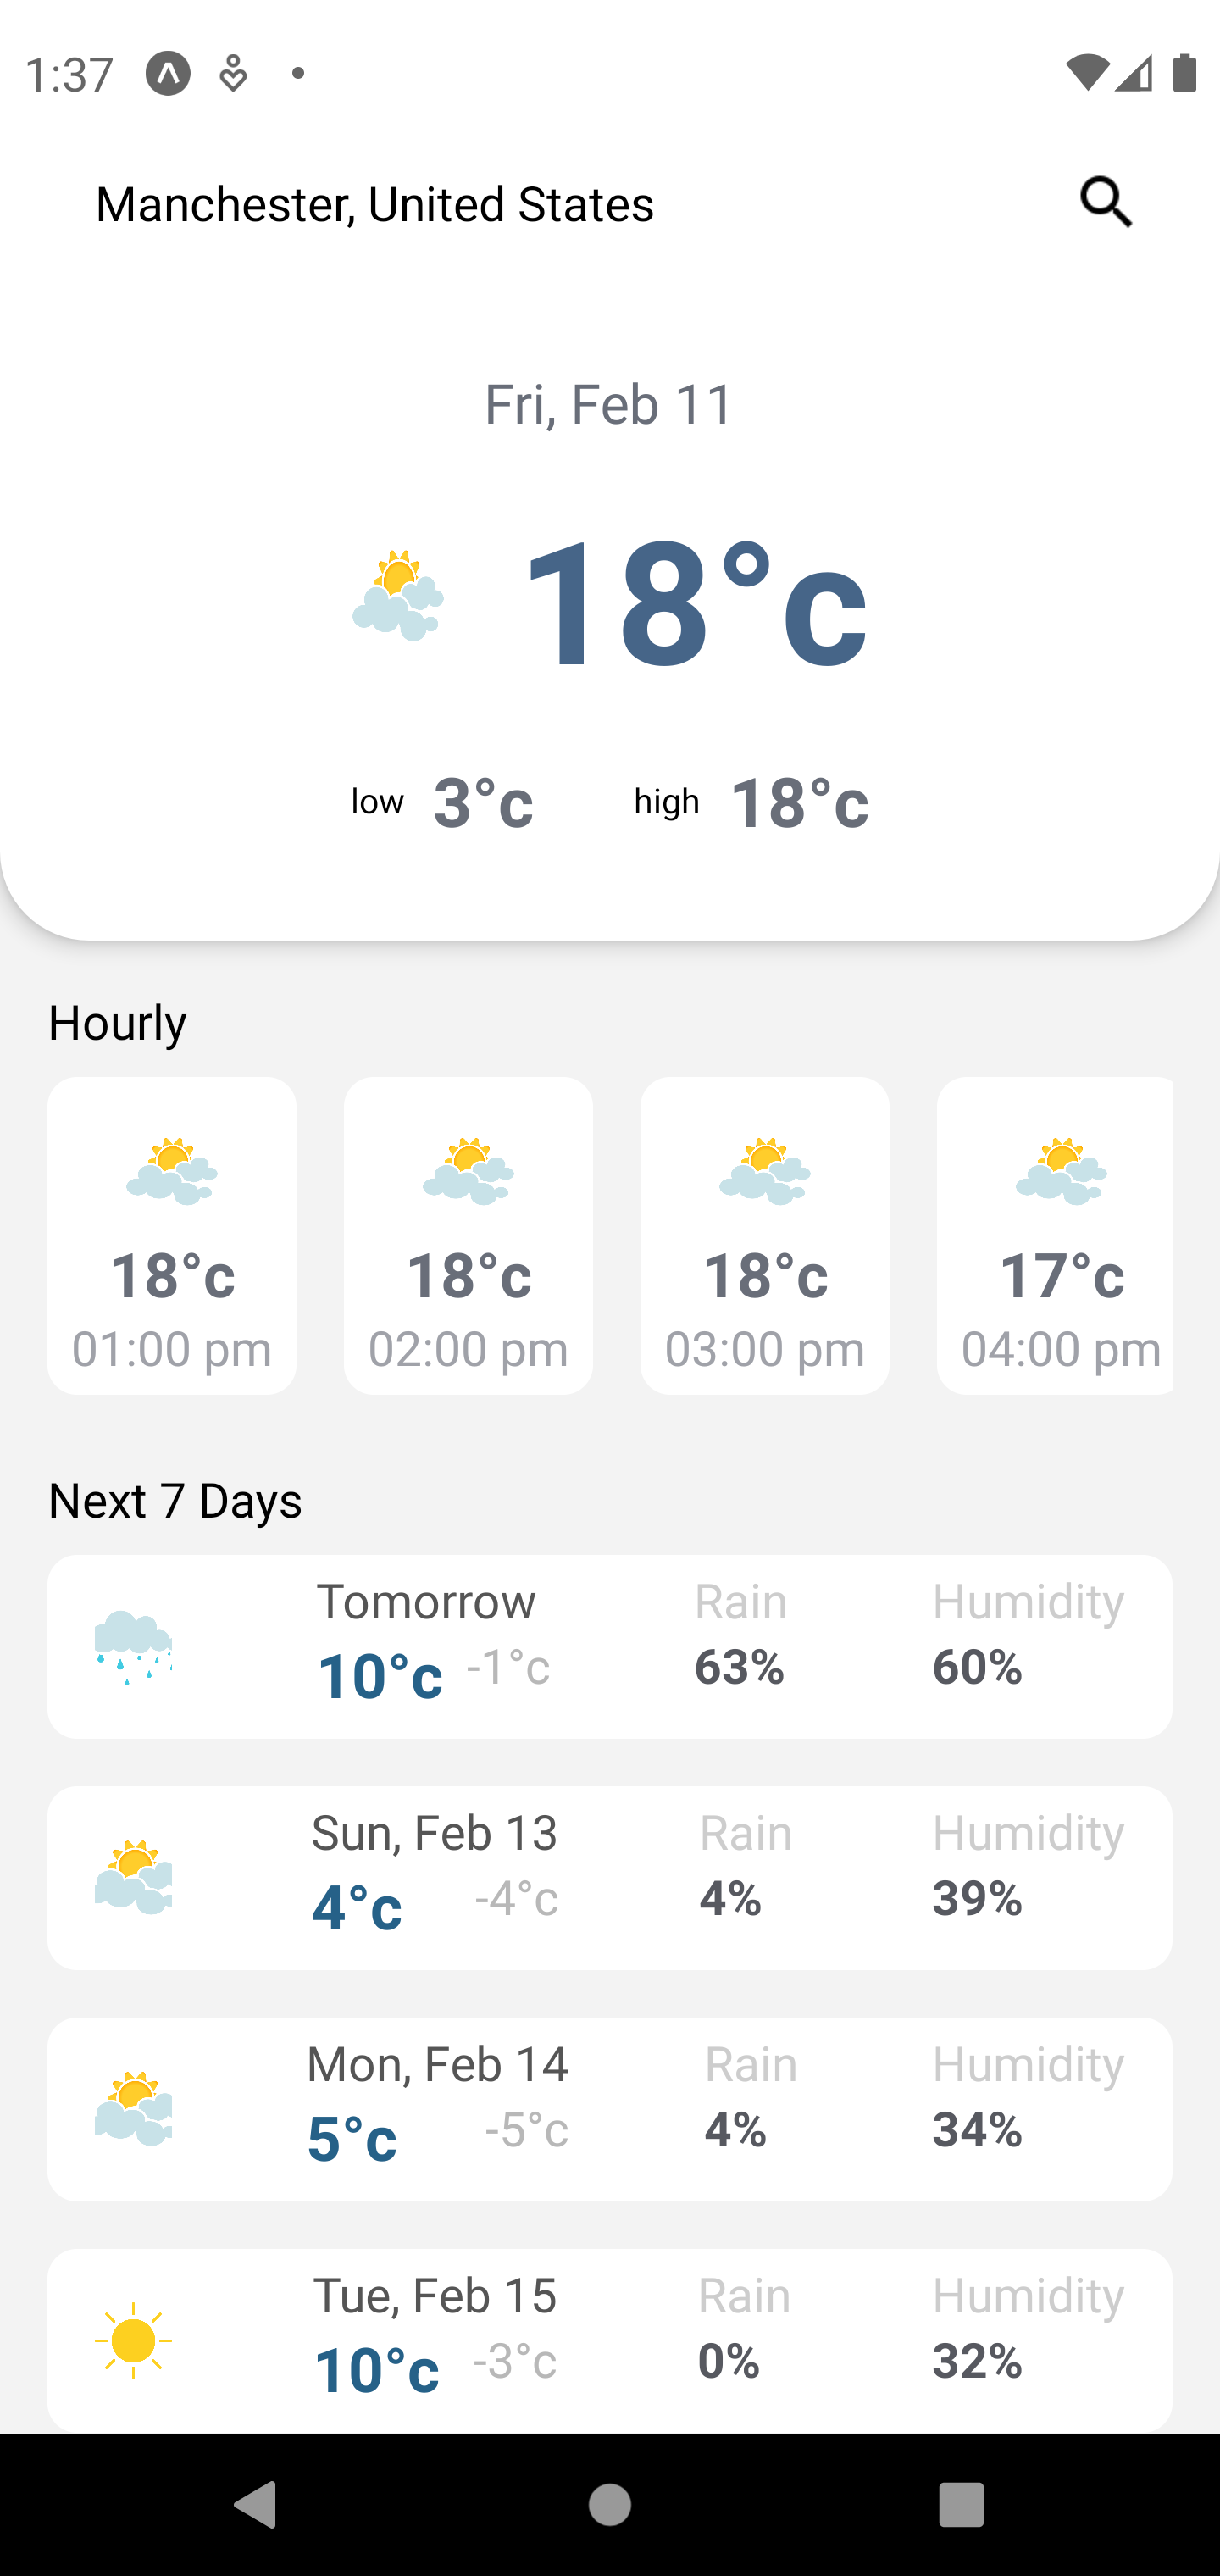 1:37
Manchester, United States
Fri, Feb 11
18°c
low 3°c high 18°c
Hourly
18°c 18°c 18°c 17°c
01:00 pm 02:00 pm 03:00 pm 04:00 pm
Next 7 Days
Tomorrow Rain Humidity
10°c -1°c 63% 60%
Sun, Feb 13 Rain Humidity
4°c -4°c 4% 39%
Mon, Feb 14 Rain Humidity
5°c -5°c 4% 34%
Tue, Feb 15 Rain Humidity
10°c -3°c 0% 32%